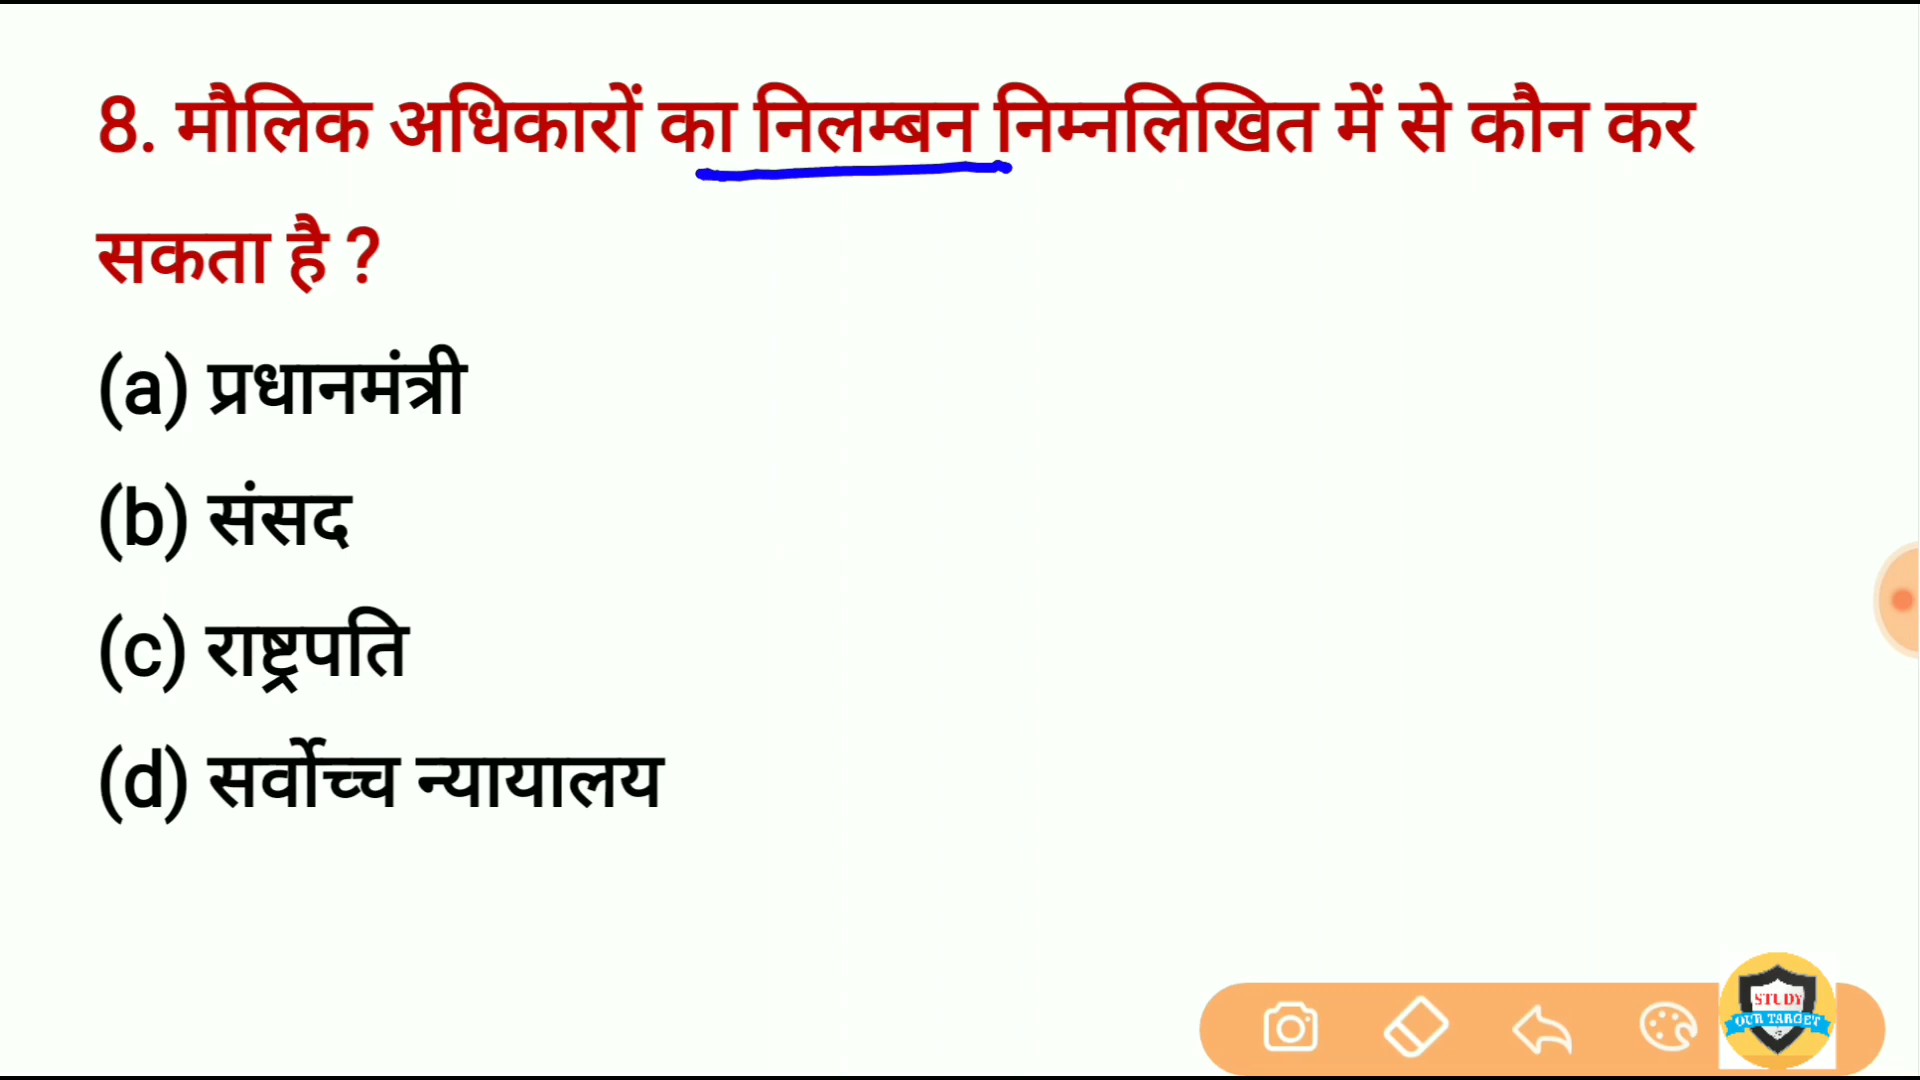 8. मौलिक अधिकारों का निलम्बन निम्नलिखित में से कौन कर
सकता है ?
(a) प्रधानमंत्री
(b) संसद
(c) राष्ट्रपति
(d) सर्वोच्च न्यायालय
STUDY
OUR TARGET